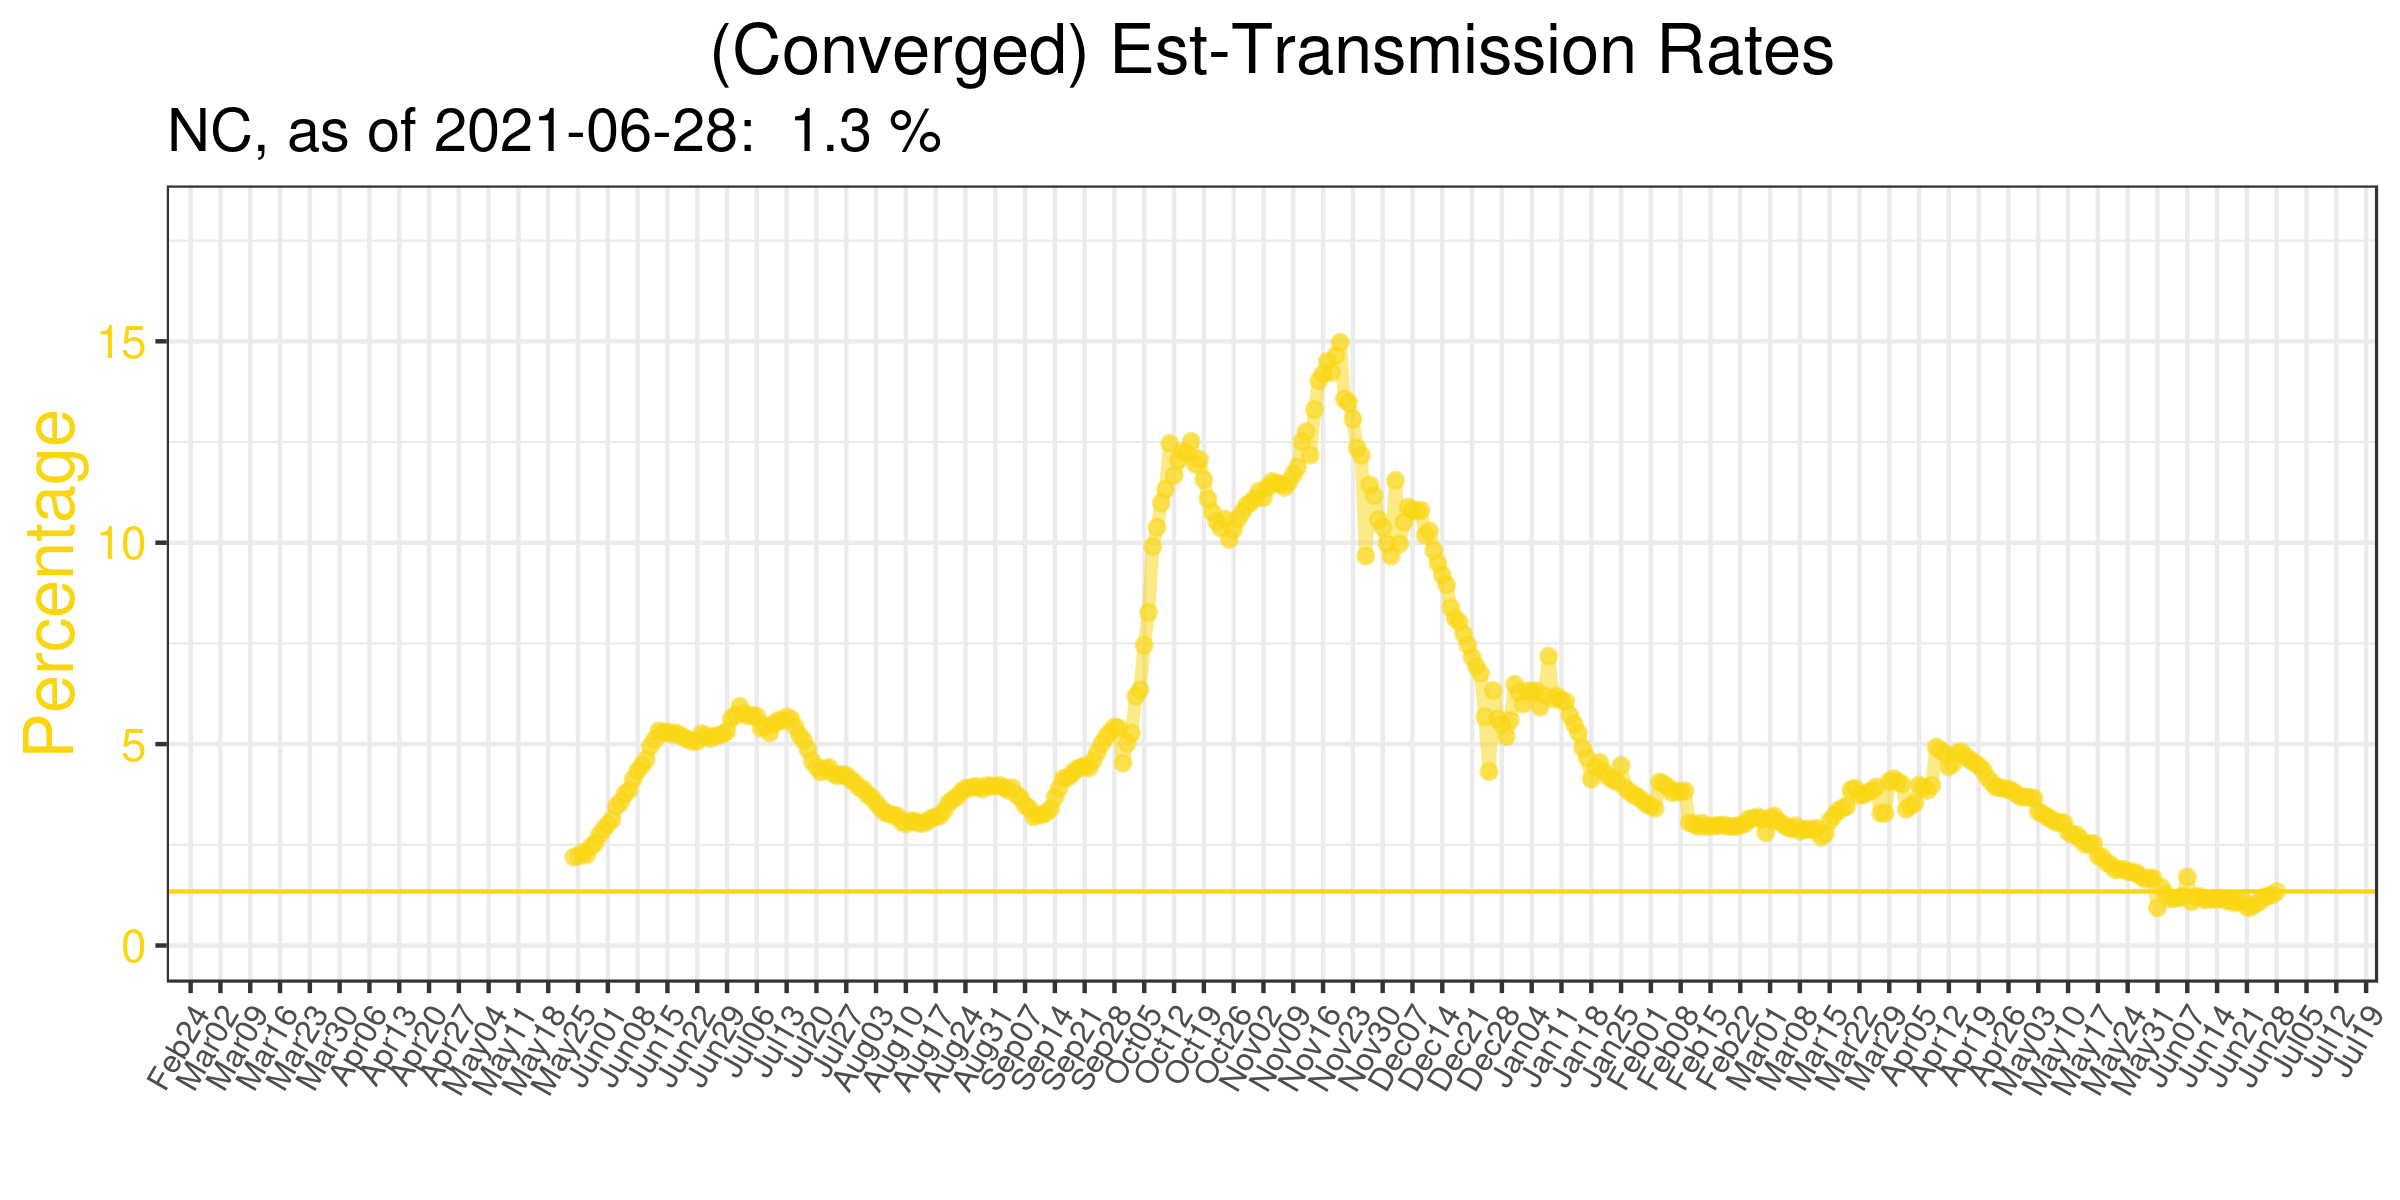 (Converged) Est-Transmission Rates
NC, as of 2021-06-28:  1.3 %
Percentage
15
10
5
0
Feb24
Mar02
Mar09
Mar16
Mar23
Mar30
Apr06
Apr13
Apr20
Apr27
May04
May11
May18
May25
Jun01
Jun08
Jun15
Jun22
Jun29
Jul06
Jul13
Jul20
Jul27
Aug03
Aug10
Aug17
Aug24
Aug31
Sep07
Sep14
Sep21
Sep28
Oct05
Oct12
Oct19
Oct26
Nov02
Nov09
Nov16
Nov23
Nov30
Dec07
Dec14
Dec21
Dec28
Jan04
Jan11
Jan18
Jan25
Feb01
Feb08
Feb15
Feb22
Mar01
Mar08
Mar15
Mar22
Mar29
Apr05
Apr12
Apr19
Apr26
May03
May10
May17
May24
May31
Jun07
Jun14
Jun21
Jun28
Jul05
Jul12
Jul19